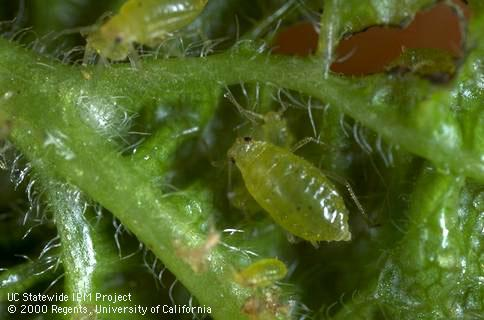 UC Statewide IPM Project
© 2000 Regents, University of California